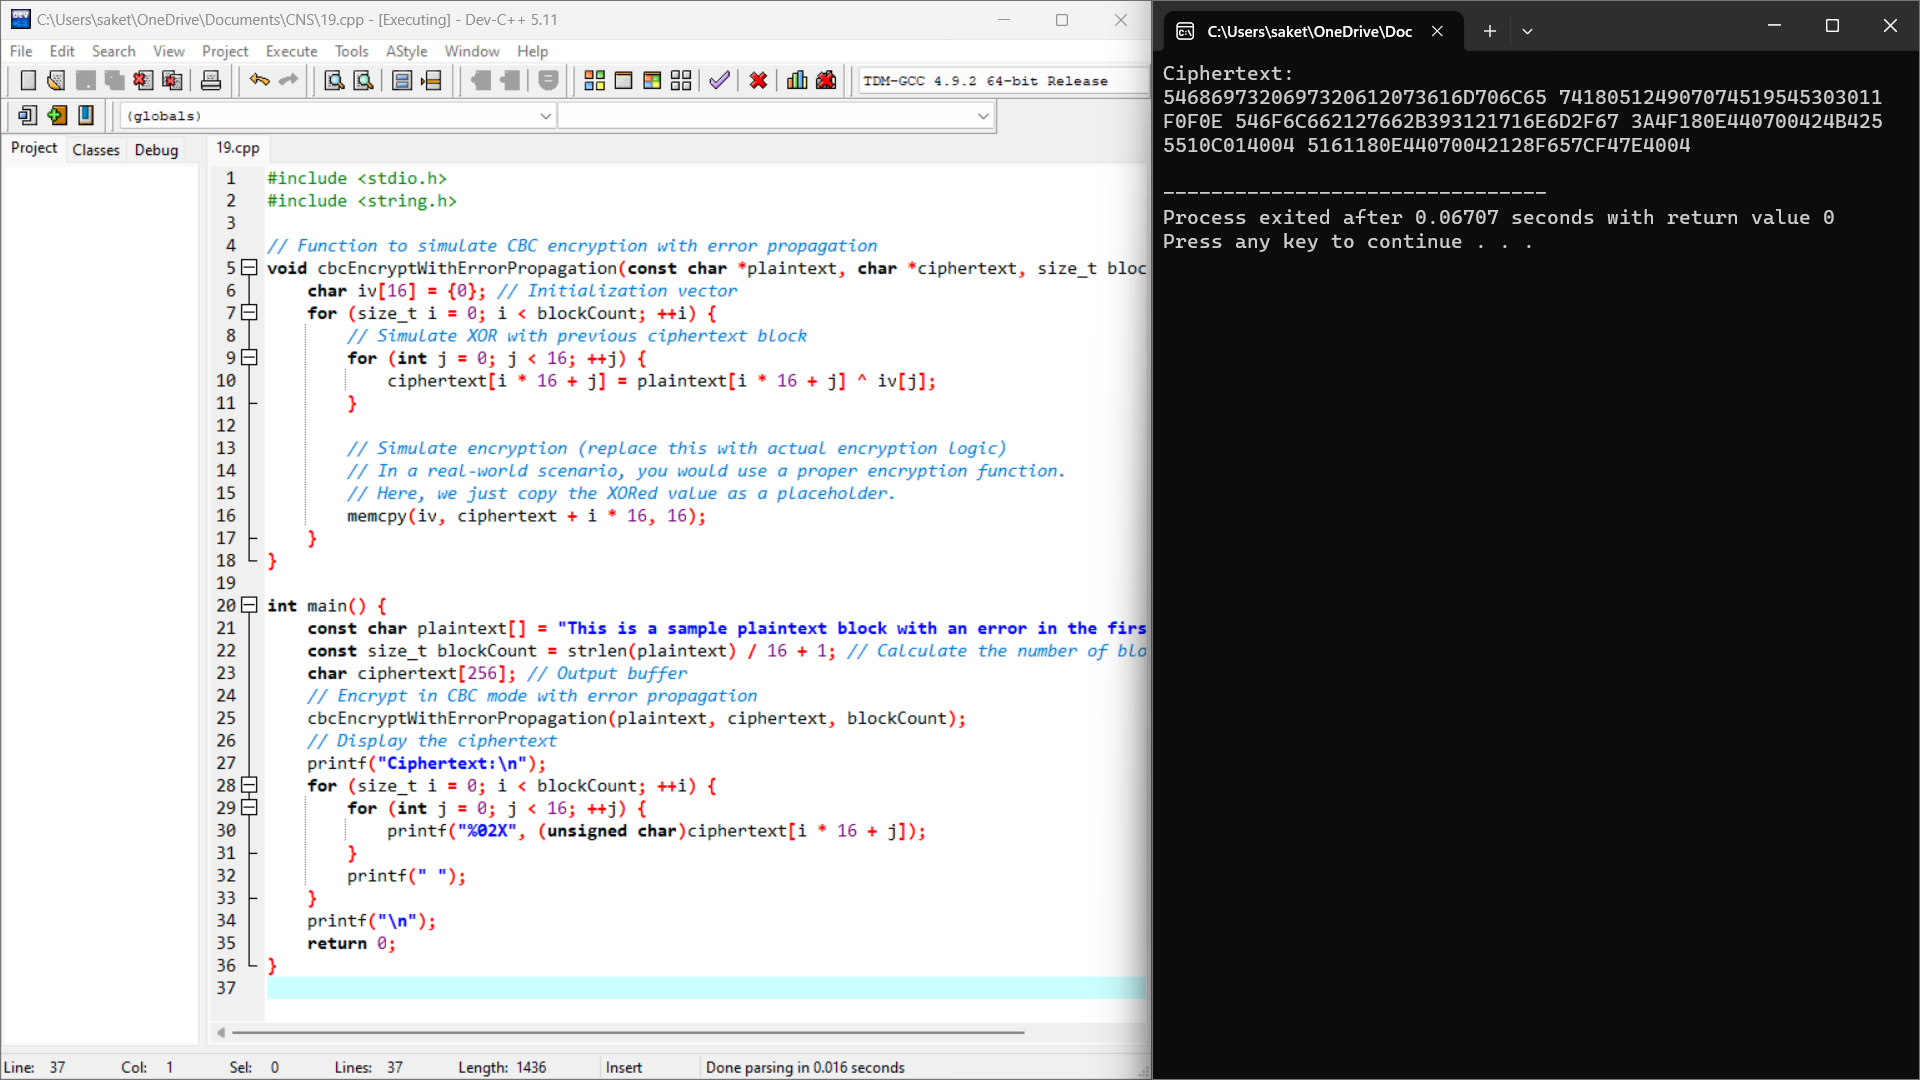 C:\Users\saket\OneDrive\Documents\CNS\19.cpp - [Executing] - Dev-C++ 5.11
File Edit Search View Project Execute Tools AStyle Window Help
TDM-GCC 4.9.2 64-bit Release
(globals)
Project Classes Debug
19.cpp
1 #include <stdio.h>
2 #include <string.h>
3
4 // Function to simulate CBC encryption with error propagation
5 void cbcEncryptWithErrorPropagation(const char *plaintext, char *ciphertext, size_t bloc
6 char iv[16] = {0}; // Initialization vector
7 for (size_t i = 0; i < blockCount; ++i) {
8 // Simulate XOR with previous ciphertext block
9 for (int j = 0; j < 16; ++j) {
10 ciphertext[i * 16 + j] = plaintext[i * 16 + j] ^ iv[j];
11 }
12
13 // Simulate encryption (replace this with actual encryption logic)
14 // In a real-world scenario, you would use a proper encryption function.
15 // Here, we just copy the XORed value as a placeholder.
16 memcpy(iv, ciphertext + i * 16, 16);
17 }
18 }
19
20 int main() {
21 const char plaintext[] = "This is a sample plaintext block with an error in the firs
22 const size_t blockCount = strlen(plaintext) / 16 + 1; // Calculate the number of blo
23 char ciphertext[256]; // Output buffer
24 // Encrypt in CBC mode with error propagation
25 cbcEncryptWithErrorPropagation(plaintext, ciphertext, blockCount);
26 // Display the ciphertext
27 printf("Ciphertext:\n");
28 for (size_t i = 0; i < blockCount; ++i) {
29 for (int j = 0; j < 16; ++j) {
30 printf("%02X", (unsigned char)ciphertext[i * 16 + j]);
31 }
32 printf(" ");
33 }
34 printf("\n");
35 return 0;
36 }
37
Line: 37 Col: 1 Sel: 0 Lines: 37 Length: 1436 Insert Done parsing in 0.016 seconds
C:\Users\saket\OneDrive\Doc
Ciphertext:
546869732069732061207361​6D706C65 741805124907074519545303011
F0F0E 546F6C662127662B393121716E6D2F67 3A4F180E440700424B425
5510C014004 5161180E44070042128F657CF47E4004
--------------------------------
Process exited after 0.06707 seconds with return value 0
Press any key to continue . . .